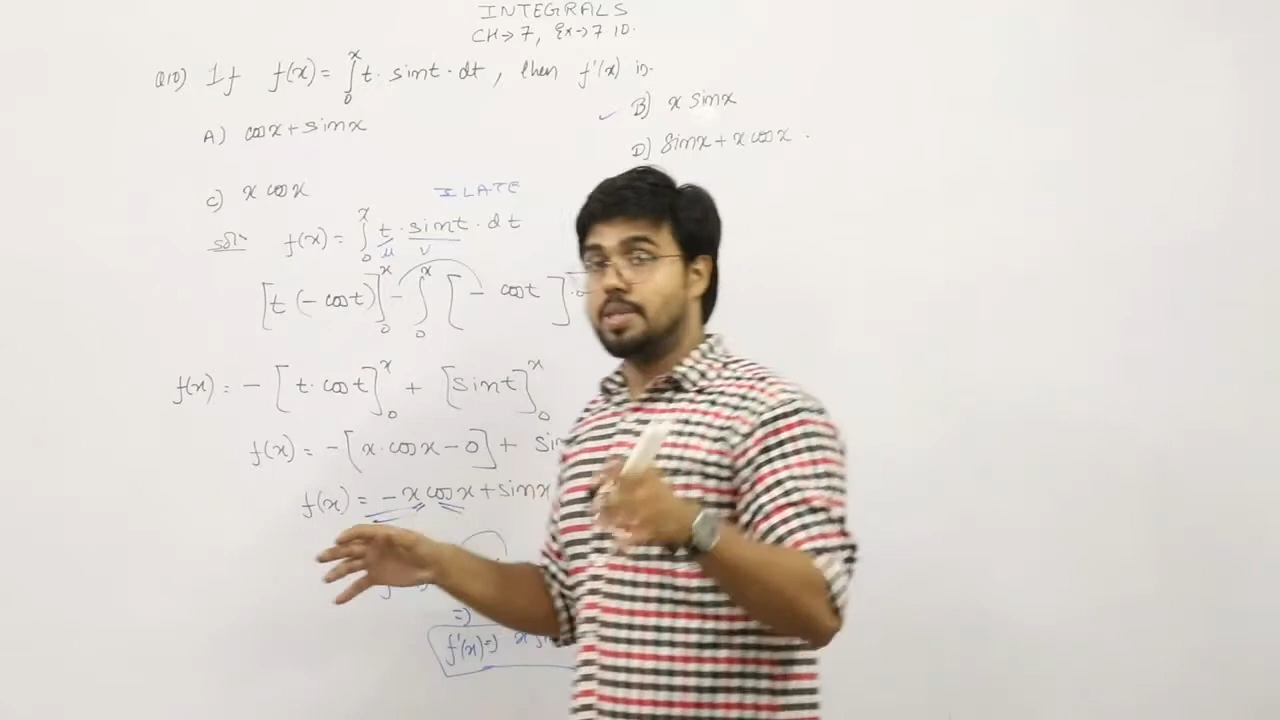 INTEGRALS
CH→7, Ex→7.10.
Q10) If f(x) = ∫₀ˣ t · sint · dt, then f'(x) is.
A) cosx + sinx
B) x sinx
C) x cosx
D) sinx + x cosx.
ILATE
solⁿ f(x) = ∫₀ˣ t · sint · dt
u v
[t (- cost)]₀ˣ - ∫₀ˣ [- cost]
f(x) = - [t · cost]₀ˣ + [sint]₀ˣ
f(x) = - [x · cosx - 0] +
f(x) = - x cosx + sinx
=)
f'(x) =)